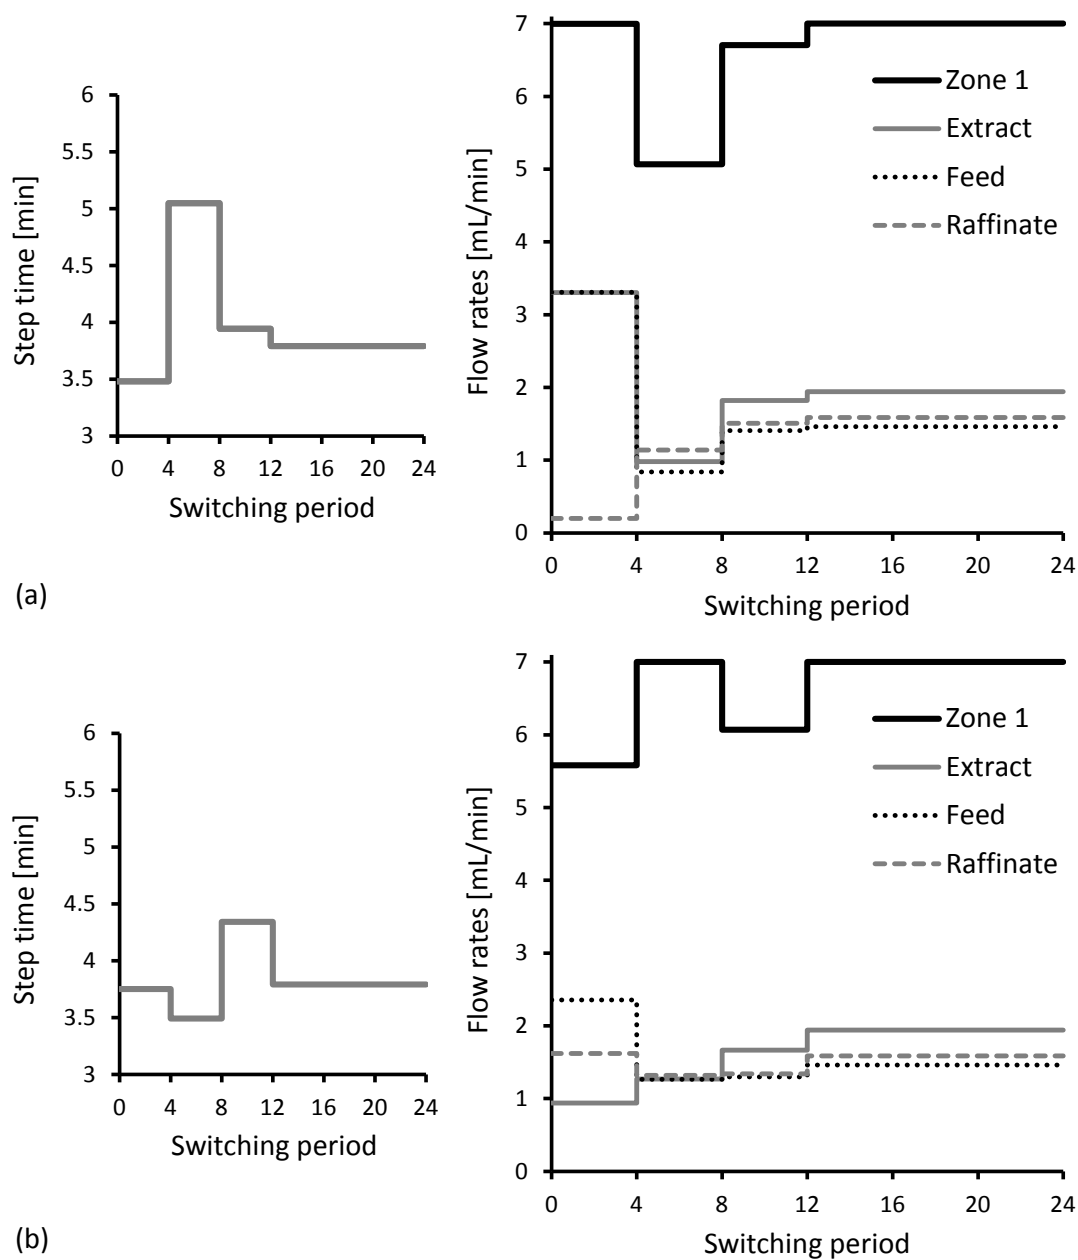 6
5.5
5
4.5
4
3.5
3
Step time [min]
0 4 8 12 16 20 24
Switching period
7
6
5
4
3
2
1
0
Flow rates [mL/min]
Zone 1
Extract
Feed
Raffinate
0 4 8 12 16 20 24
Switching period
(a)
6
5.5
5
4.5
4
3.5
3
Step time [min]
0 4 8 12 16 20 24
Switching period
7
6
5
4
3
2
1
0
Flow rates [mL/min]
Zone 1
Extract
Feed
Raffinate
0 4 8 12 16 20 24
Switching period
(b)